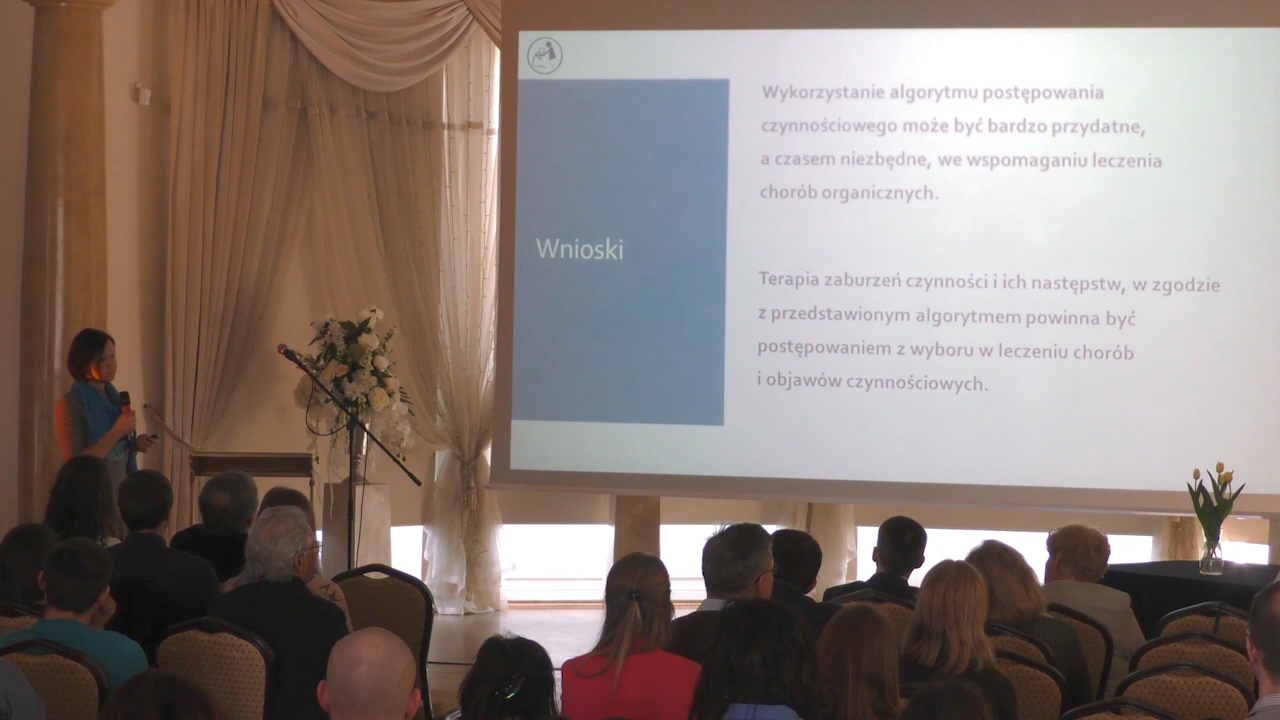 Wnioski
Wykorzystanie algorytmu postępowania
czynnościowego może być bardzo przydatne,
a czasem niezbędne, we wspomaganiu leczenia
chorób organicznych.
Terapia zaburzeń czynności i ich następstw, w zgodzie
z przedstawionym algorytmem powinna być
postępowaniem z wyboru w leczeniu chorób
i objawów czynnościowych.